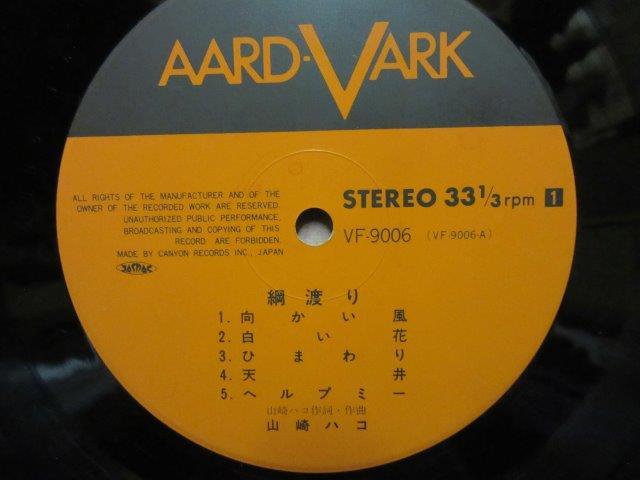 AARD-VARK
ALL RIGHTS OF THE MANUFACTURER AND OF THE
OWNER OF THE RECORDED WORK ARE RESERVED.
UNAUTHORIZED PUBLIC PERFORMANCE,
BROADCASTING AND COPYING OF THIS
RECORD ARE FORBIDDEN.
MADE BY CANYON RECORDS INC., JAPAN
JASRAC
STEREO 33 1/3 rpm 1
VF-9006 (VF-9006-A)
綱渡り
1. 向かい風
2. 白い花
3. ひまわり
4. 天井
5. ヘルプミー
山崎ハコ作詞・作曲
山崎ハコ